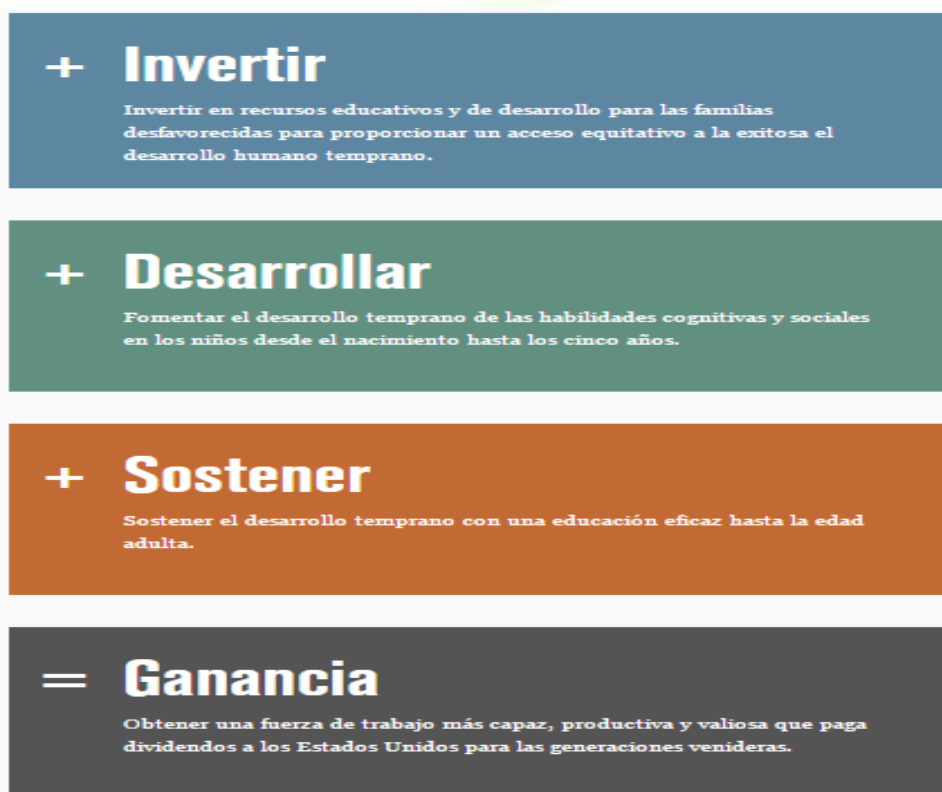 + Invertir
Invertir en recursos educativos y de desarrollo para las familias
desfavorecidas para proporcionar un acceso equitativo a la exitosa el
desarrollo humano temprano.
+ Desarrollar
Fomentar el desarrollo temprano de las habilidades cognitivas y sociales
en los niños desde el nacimiento hasta los cinco años.
+ Sostener
Sostener el desarrollo temprano con una educación eficaz hasta la edad
adulta.
= Ganancia
Obtener una fuerza de trabajo más capaz, productiva y valiosa que paga
dividendos a los Estados Unidos para las generaciones venideras.